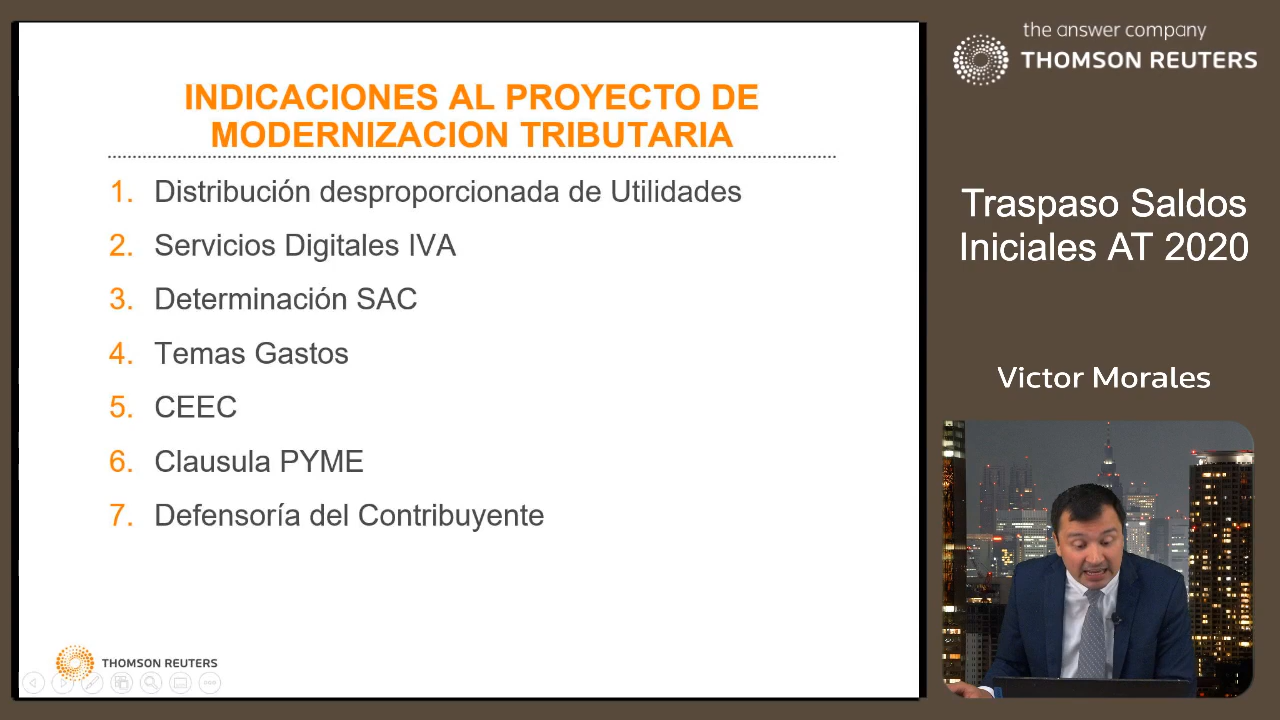 INDICACIONES AL PROYECTO DE
MODERNIZACION TRIBUTARIA
1. Distribución desproporcionada de Utilidades
2. Servicios Digitales IVA
3. Determinación SAC
4. Temas Gastos
5. CEEC
6. Clausula PYME
7. Defensoría del Contribuyente
THOMSON REUTERS
the answer company
THOMSON REUTERS
Traspaso Saldos
Iniciales AT 2020
Victor Morales